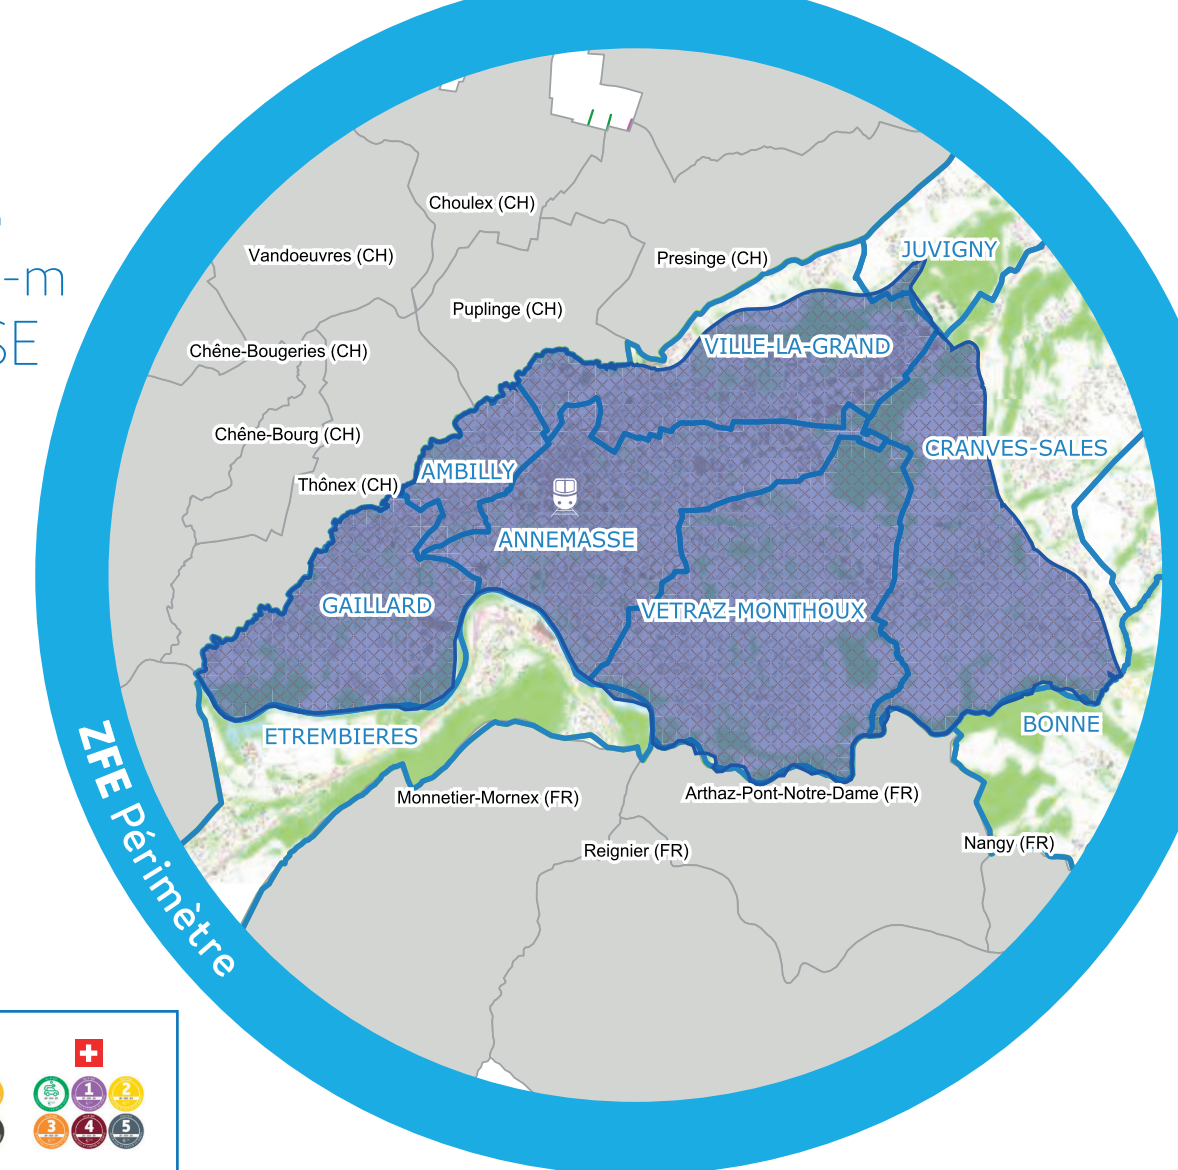 -m
SE
Choulex (CH)
Vandoeuvres (CH)
Presinge (CH)
JUVIGNY
Puplinge (CH)
VILLE-LA-GRAND
Chêne-Bougeries (CH)
Chêne-Bourg (CH)
CRANVES-SALES
AMBILLY
Thônex (CH)
ANNEMASSE
GAILLARD
VETRAZ-MONTHOUX
ETREMBIERES
BONNE
Monnetier-Mornex (FR)
Arthaz-Pont-Notre-Dame (FR)
Reignier (FR)
Nangy (FR)
ZFE Périmètre
1 2
3 4 5